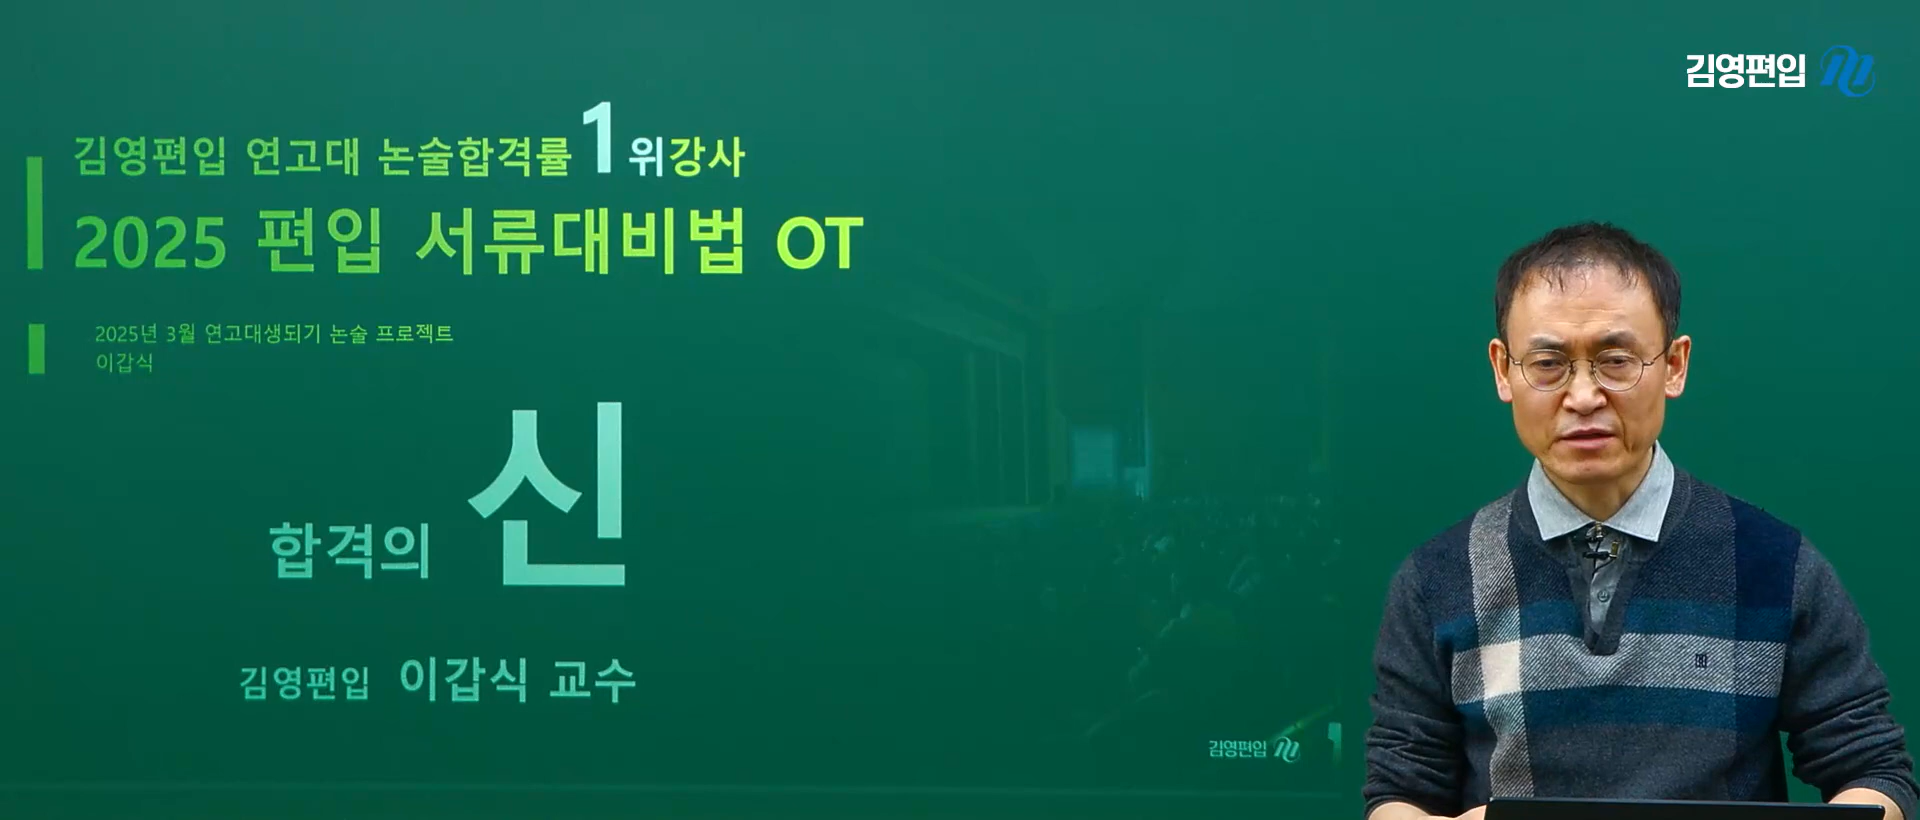 김영편입
김영편입 연고대 논술합격률 1위강사
2025 편입 서류대비법 OT
2025년 3월 연고대생되기 논술 프로젝트
이갑식
합격의 신
김영편입 이갑식 교수
김영편입
1